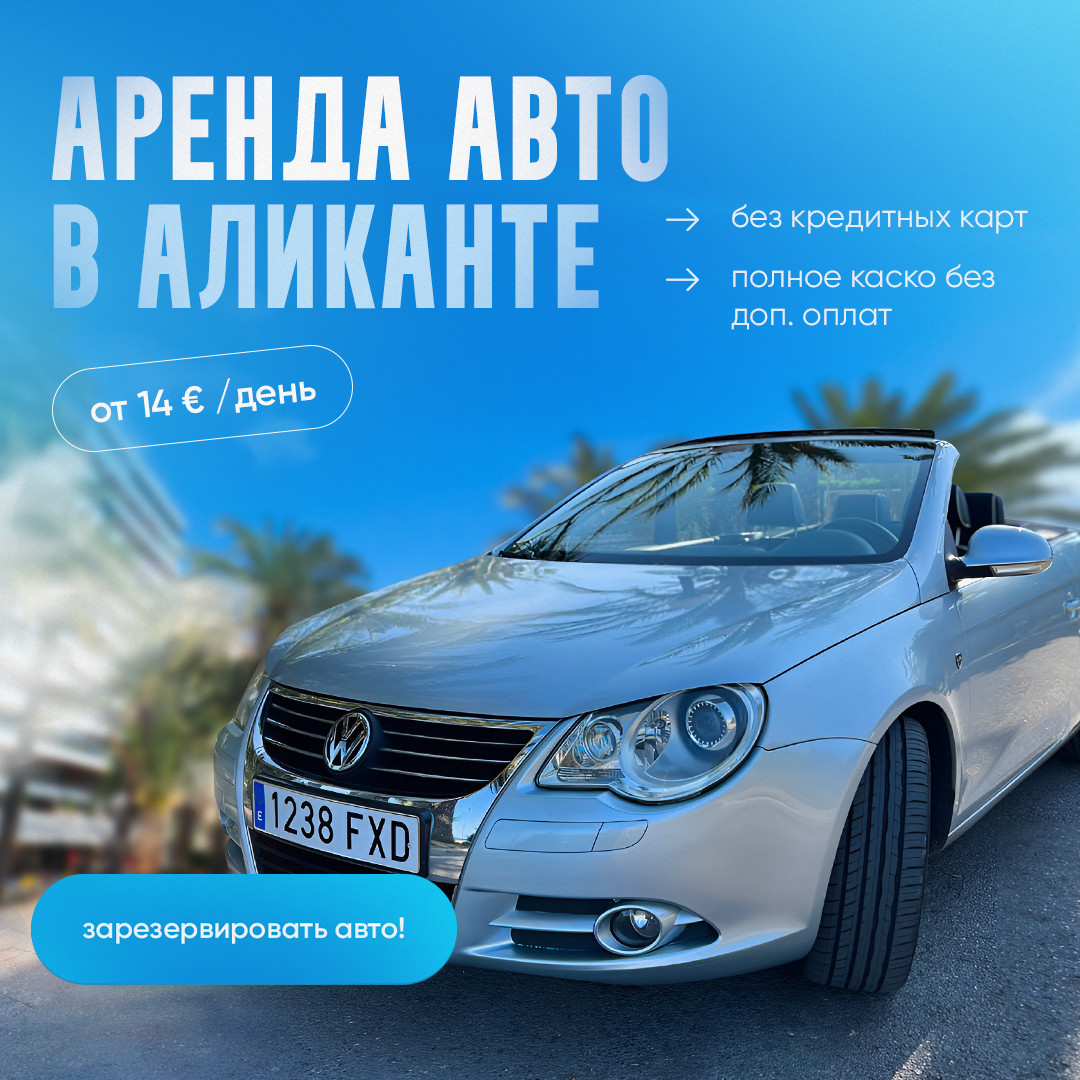 АРЕНДА АВТО
В АЛИКАНТЕ
→ без кредитных карт
→ полное каско без
доп. оплат
от 14 € /день
E 1238 FXD
зарезервировать авто!